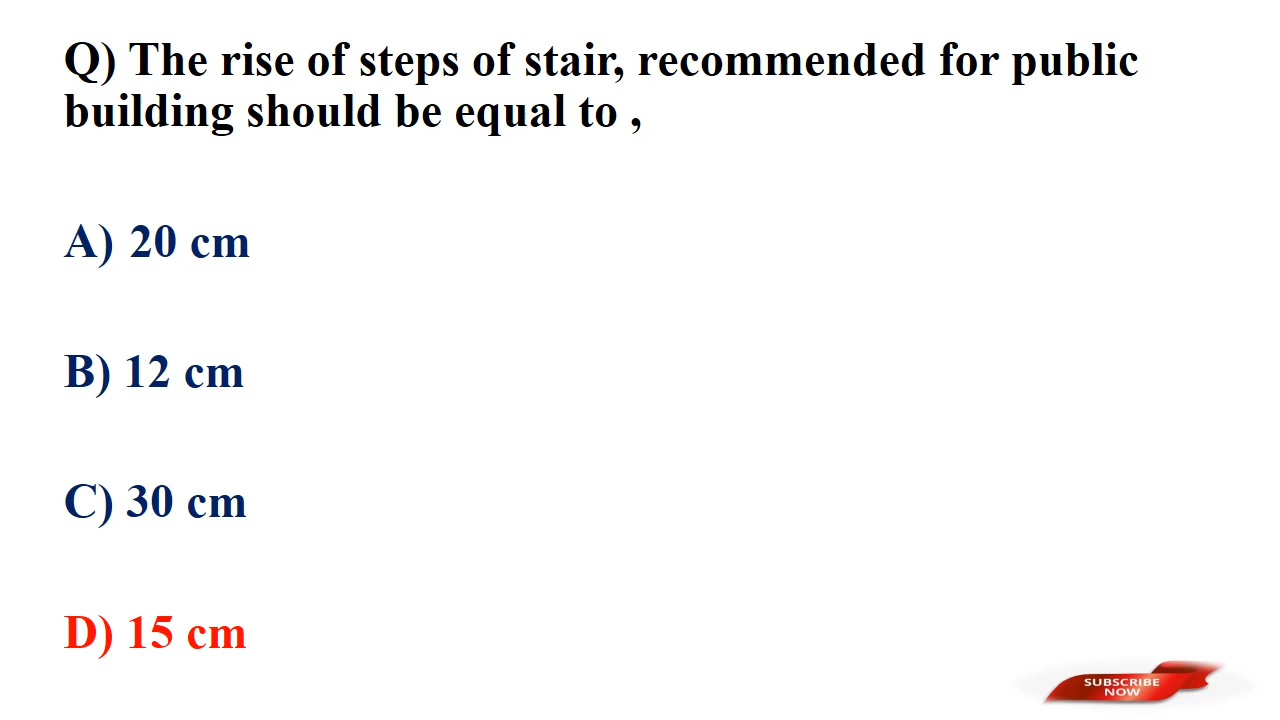 Q) The rise of steps of stair, recommended for public
building should be equal to ,
A) 20 cm
B) 12 cm
C) 30 cm
D) 15 cm
SUBSCRIBE
NOW